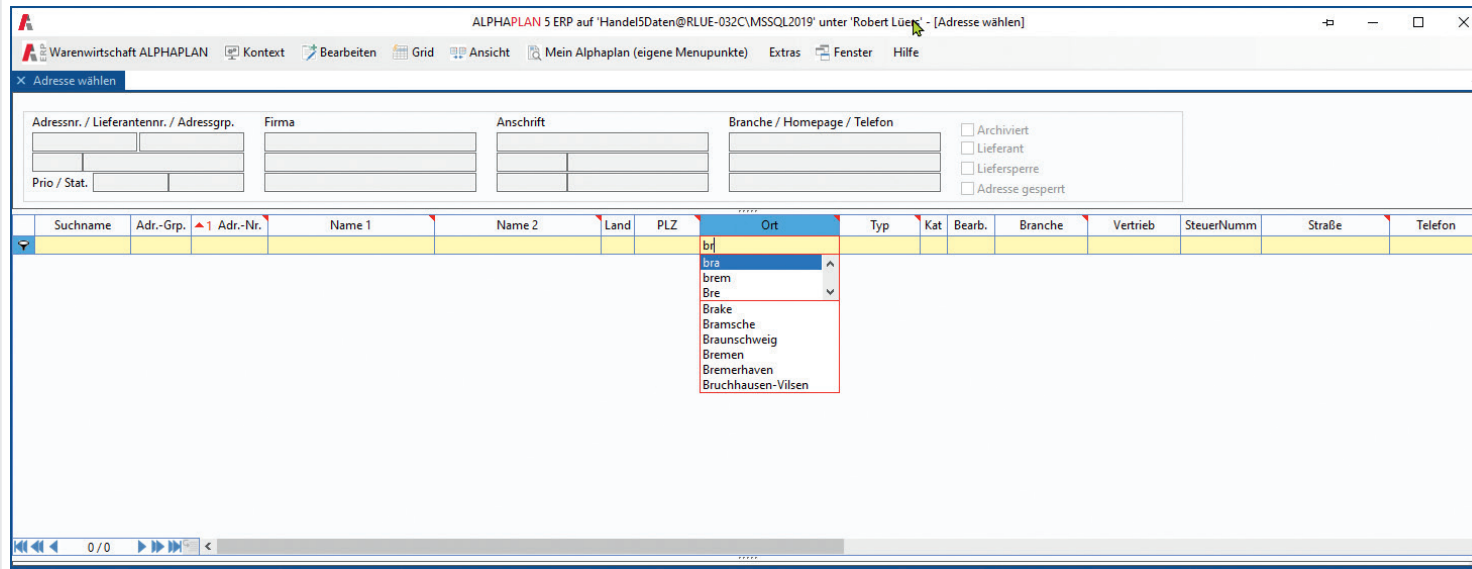 ALPHAPLAN 5 ERP auf 'Handel5Daten@RLUE-032C\MSSQL2019' unter 'Robert Lüers' - [Adresse wählen]
Warenwirtschaft ALPHAPLAN Kontext Bearbeiten Grid Ansicht Mein Alphaplan (eigene Menupunkte) Extras Fenster Hilfe
× Adresse wählen
Adressnr. / Lieferantennr. / Adressgrp. Firma Anschrift Branche / Homepage / Telefon
Archiviert
Lieferant
Liefersperre
Prio / Stat.
Adresse gesperrt
Suchname Adr.-Grp. 1 Adr.-Nr. Name 1 Name 2 Land PLZ Ort Typ Kat Bearb. Branche Vertrieb SteuerNumm Straße Telefon
br
bra
brem
Bre
Brake
Bramsche
Braunschweig
Bremen
Bremerhaven
Bruchhausen-Vilsen
0 / 0